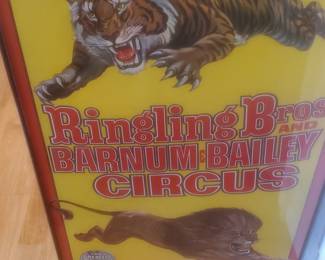 Ringling Bros
AND
BARNUM & BAILEY
CIRCUS